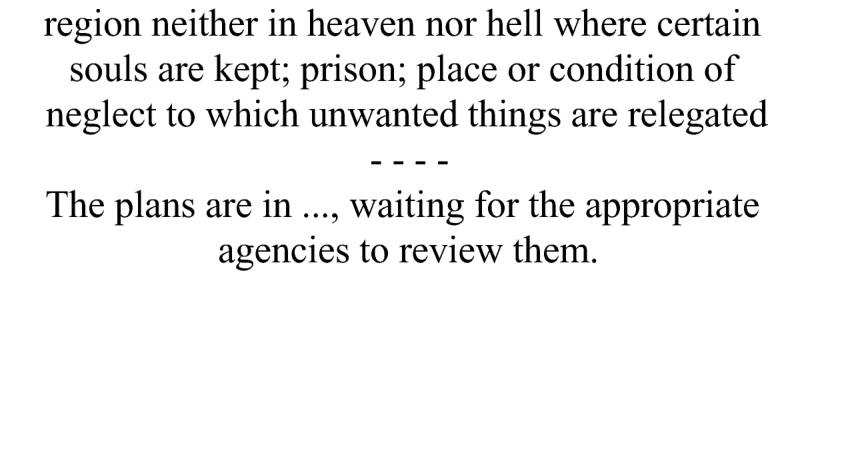 region neither in heaven nor hell where certain
souls are kept; prison; place or condition of
neglect to which unwanted things are relegated
- - - -
The plans are in ..., waiting for the appropriate
agencies to review them.